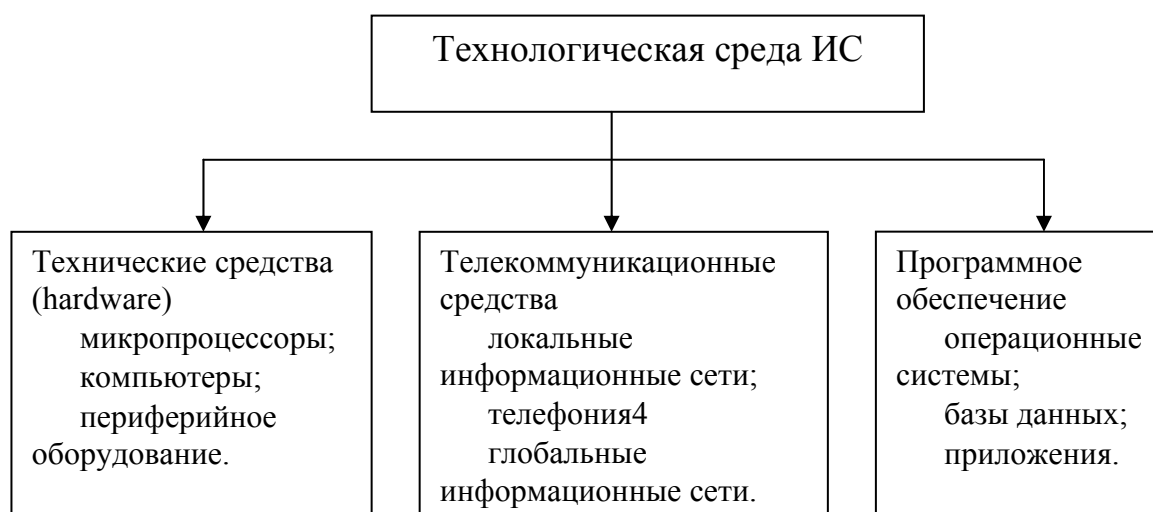 Технологическая среда ИС
Технические средства
(hardware)
микропроцессоры;
компьютеры;
периферийное
оборудование.
Телекоммуникационные
средства
локальные
информационные сети;
телефония4
глобальные
информационные сети.
Программное
обеспечение
операционные
системы;
базы данных;
приложения.